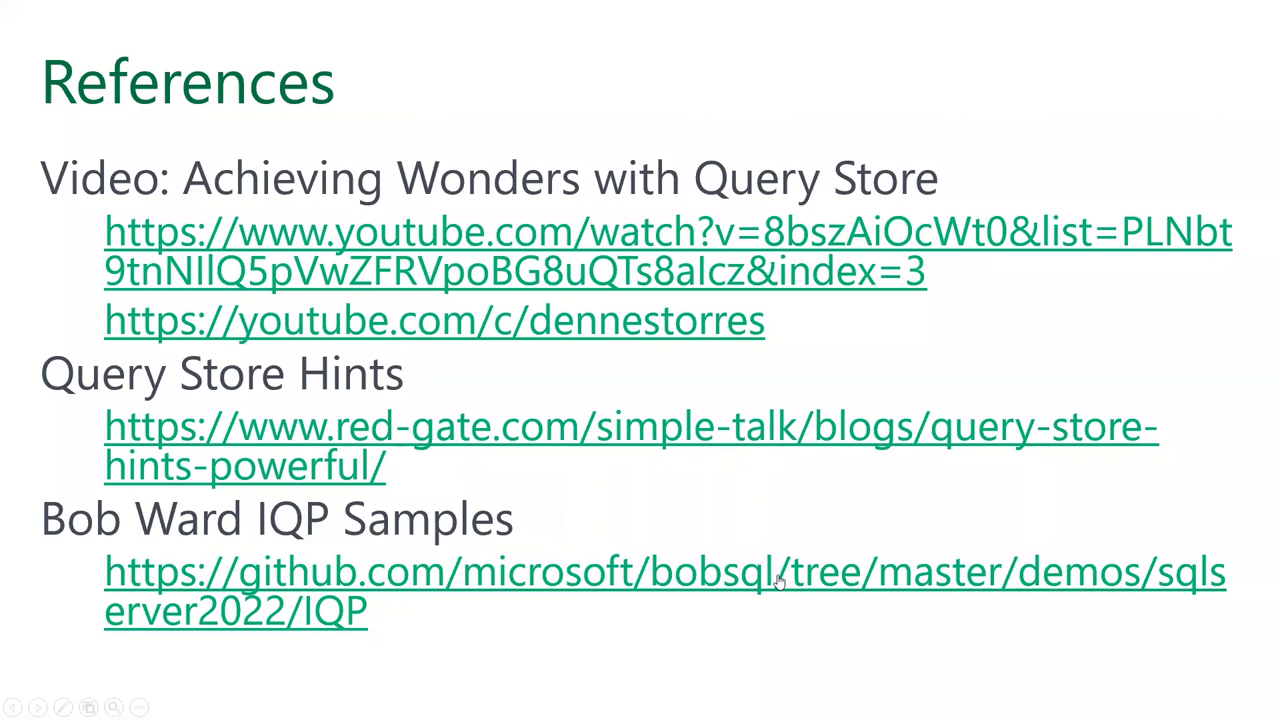 References
Video: Achieving Wonders with Query Store
https://www.youtube.com/watch?v=8bszAiOcWt0&list=PLNbt
9tnNIlQ5pVwZFRVpoBG8uQTs8aIcz&index=3
https://youtube.com/c/dennestorres
Query Store Hints
https://www.red-gate.com/simple-talk/blogs/query-store-
hints-powerful/
Bob Ward IQP Samples
https://github.com/microsoft/bobsql/tree/master/demos/sqls
erver2022/IQP